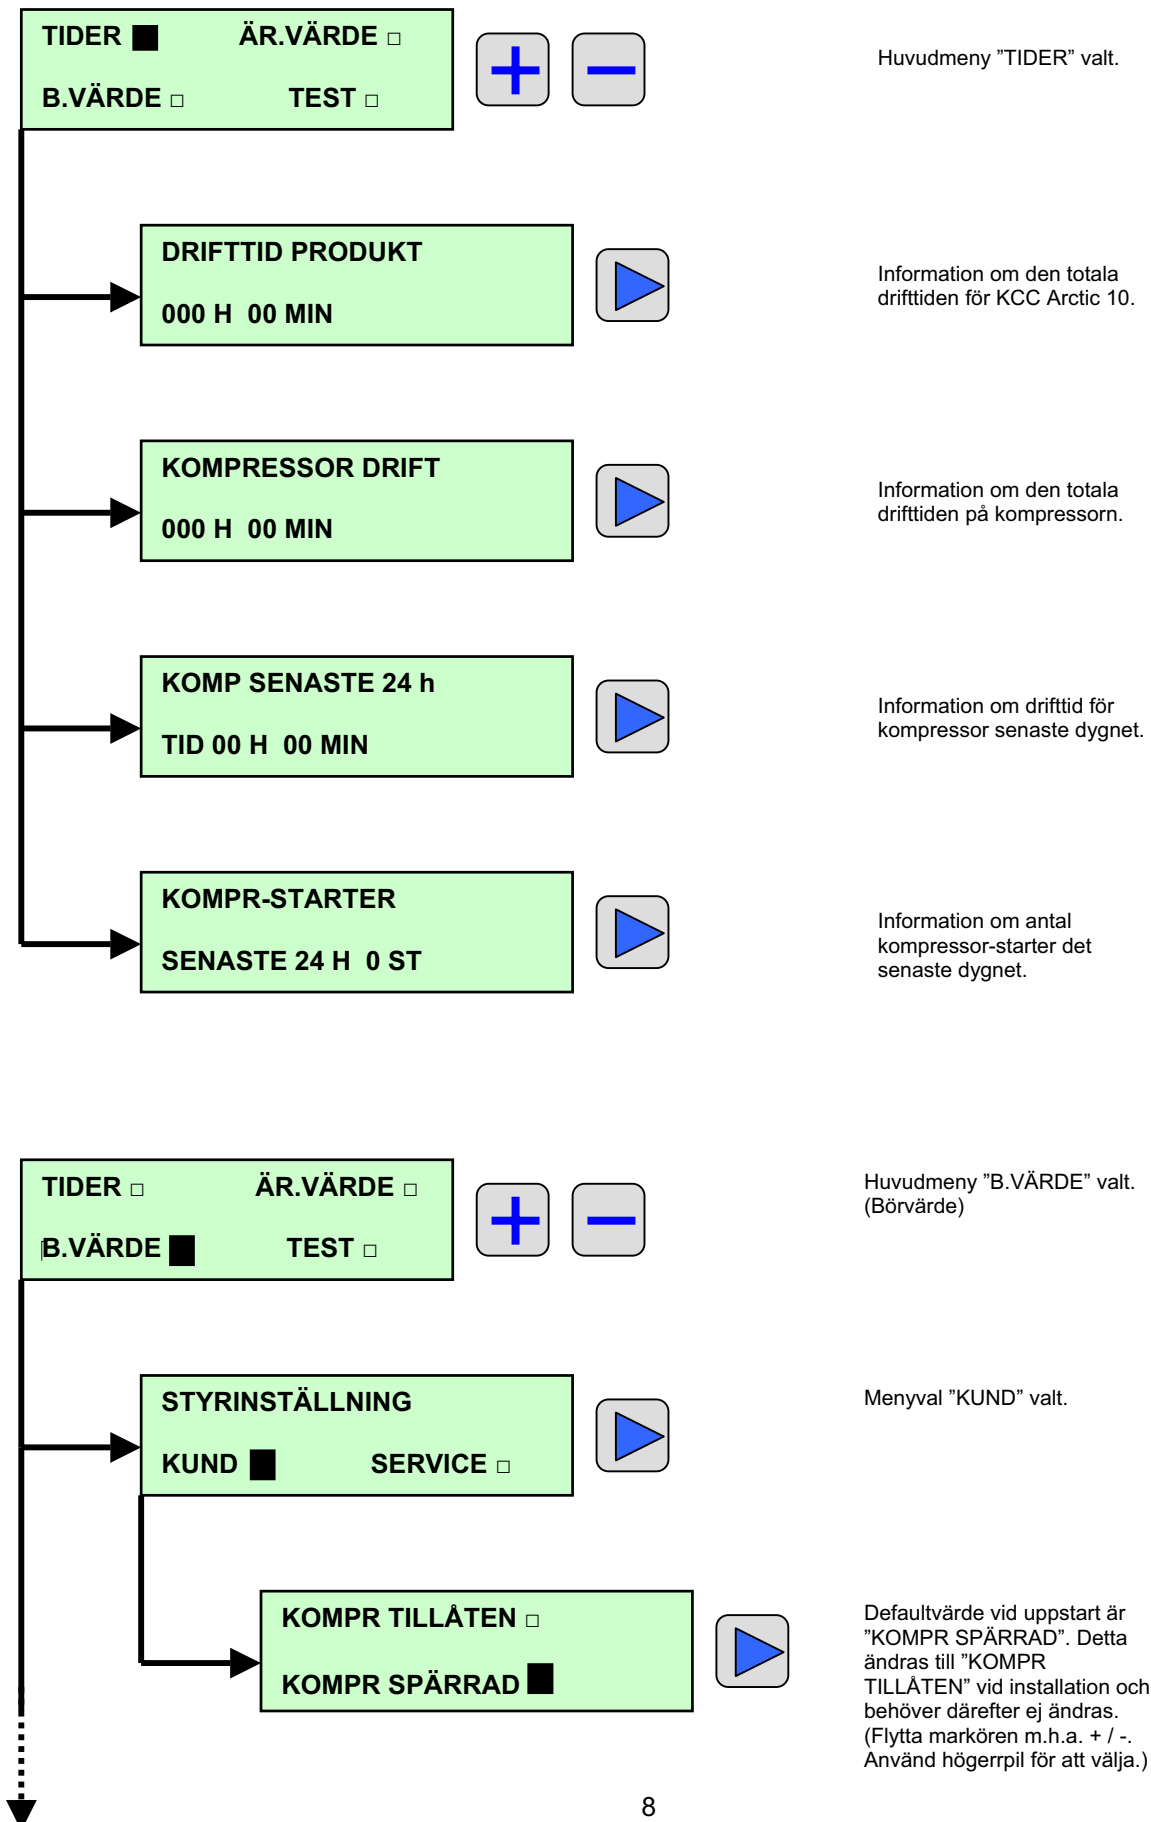 TIDER ■ ÄR.VÄRDE □
B.VÄRDE □ TEST □
Huvudmeny ”TIDER” valt.
DRIFTTID PRODUKT
000 H 00 MIN
Information om den totala
drifttiden för KCC Arctic 10.
KOMPRESSOR DRIFT
000 H 00 MIN
Information om den totala
drifttiden på kompressorn.
KOMP SENASTE 24 h
TID 00 H 00 MIN
Information om drifttid för
kompressor senaste dygnet.
KOMPR-STARTER
SENASTE 24 H 0 ST
Information om antal
kompressor-starter det
senaste dygnet.
TIDER □ ÄR.VÄRDE □
B.VÄRDE ■ TEST □
Huvudmeny ”B.VÄRDE” valt.
(Börvärde)
STYRINSTÄLLNING
KUND ■ SERVICE □
Menyval ”KUND” valt.
KOMPR TILLÅTEN □
KOMPR SPÄRRAD ■
Defaultvärde vid uppstart är
”KOMPR SPÄRRAD”. Detta
ändras till ”KOMPR
TILLÅTEN” vid installation och
behöver därefter ej ändras.
(Flytta markören m.h.a. + / -.
Använd högerrpil för att välja.)
8